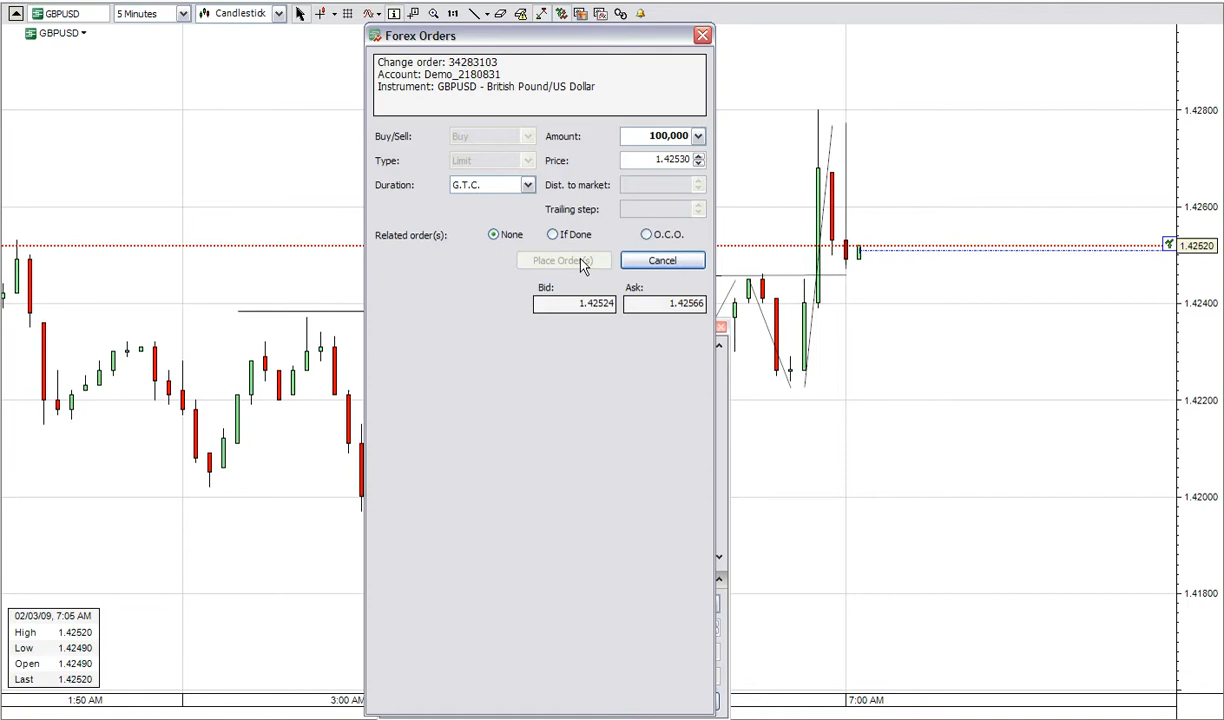 GBPUSD 5 Minutes Candlestick 1:1
GBPUSD
Forex Orders
Change order: 34283103
Account: Demo_2180831
Instrument: GBPUSD - British Pound/US Dollar
Buy/Sell: Buy Amount: 100,000
Type: Limit Price: 1.42530
Duration: G.T.C. Dist. to market:
Trailing step:
Related order(s): None If Done O.C.O.
Place Order(s) Cancel
Bid: Ask:
1.42524 1.42566
1.42800
1.42600
1.42520
1.42400
1.42200
1.42000
1.41800
02/03/09, 7:05 AM
High 1.42520
Low 1.42490
Open 1.42490
Last 1.42520
1:50 AM 3:00 AM 7:00 AM